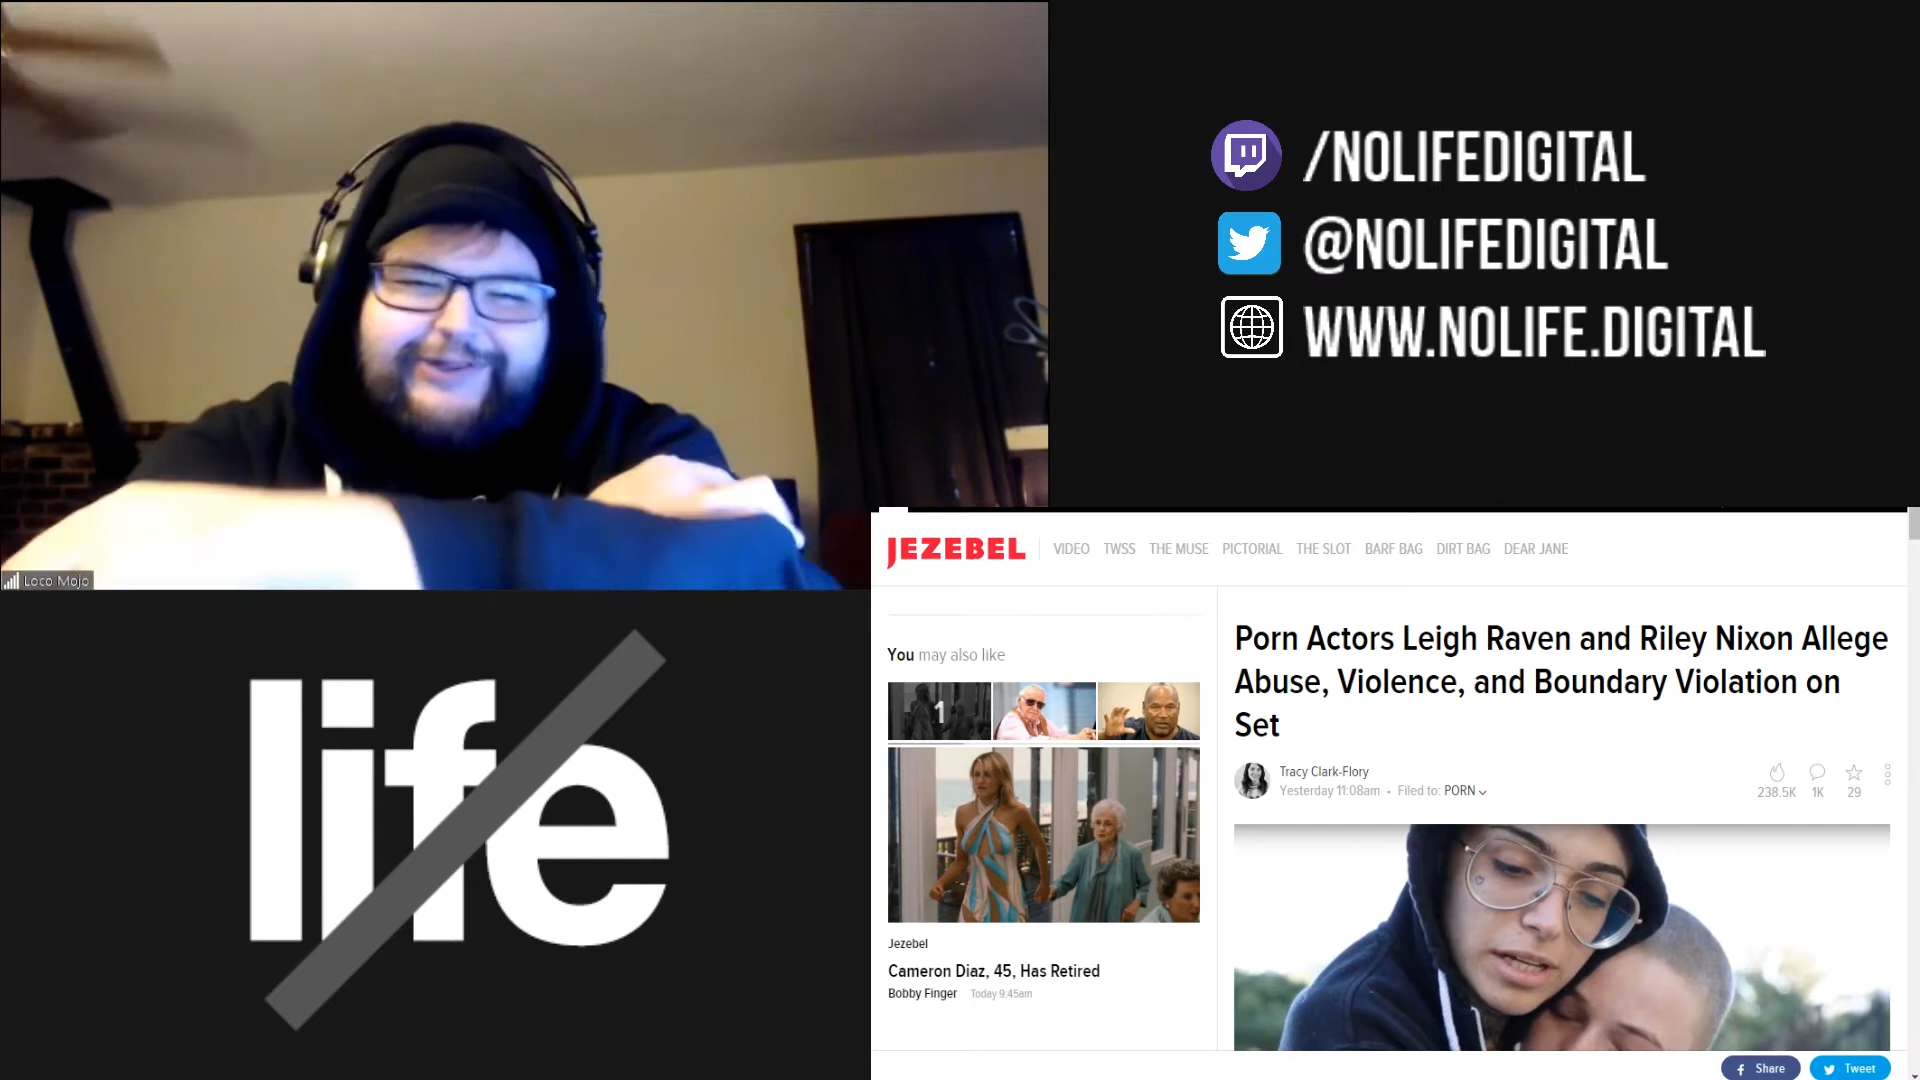 /NOLIFEDIGITAL
@NOLIFEDIGITAL
WWW.NOLIFE.DIGITAL
Loco Mojo
life
JEZEBEL
VIDEO TWSS THE MUSE PICTORIAL THE SLOT BARF BAG DIRT BAG DEAR JANE
You may also like
1
Jezebel
Cameron Diaz, 45, Has Retired
Bobby Finger Today 9:45am
Porn Actors Leigh Raven and Riley Nixon Allege
Abuse, Violence, and Boundary Violation on
Set
Tracy Clark-Flory
Yesterday 11:08am • Filed to: PORN
238.5K 1K 29
Share Tweet